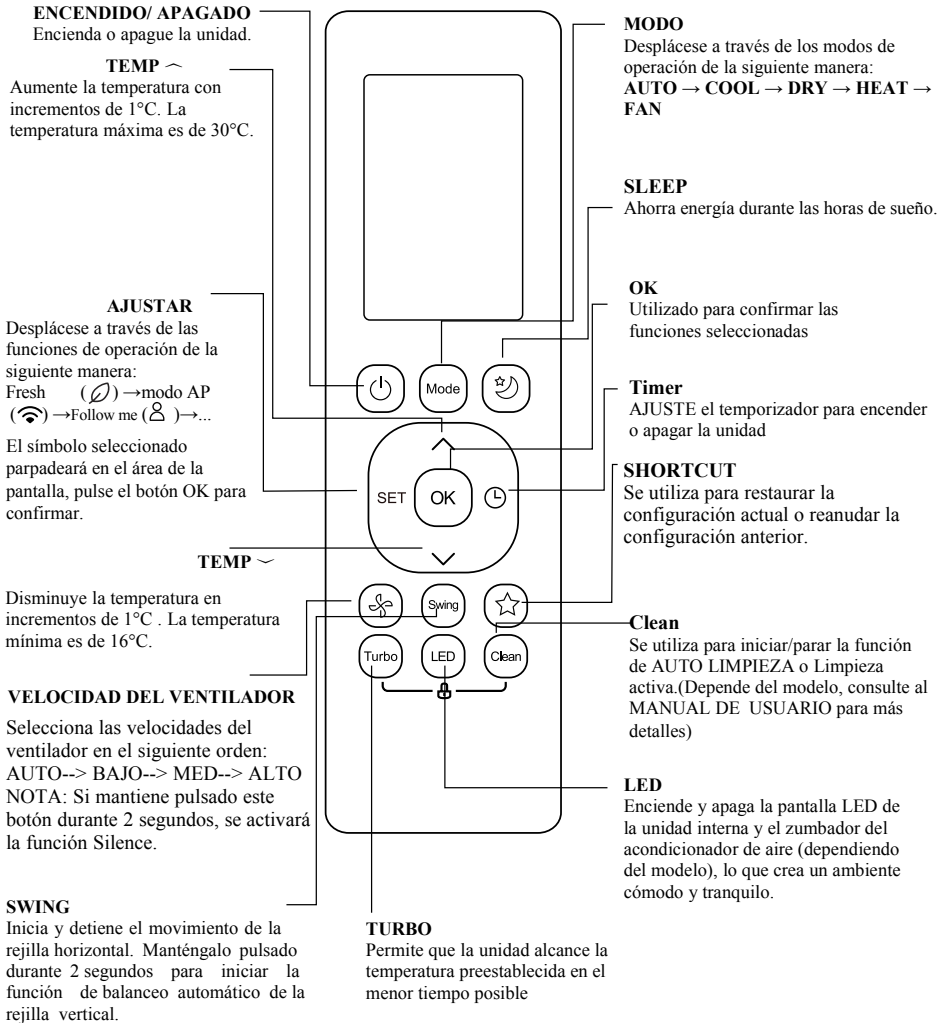 ENCENDIDO/ APAGADO
Encienda o apague la unidad.
TEMP
Aumente la temperatura con
incrementos de 1°C. La
temperatura máxima es de 30°C.
AJUSTAR
Desplácese a través de las
funciones de operación de la
siguiente manera:
Fresh ( ) →modo AP
( ) →Follow me ( )→...
El símbolo seleccionado
parpadeará en el área de la
pantalla, pulse el botón OK para
confirmar.
TEMP
Disminuye la temperatura en
incrementos de 1°C . La temperatura
mínima es de 16°C.
VELOCIDAD DEL VENTILADOR
Selecciona las velocidades del
ventilador en el siguiente orden:
AUTO--> BAJO--> MED--> ALTO
NOTA: Si mantiene pulsado este
botón durante 2 segundos, se activará
la función Silence.
SWING
Inicia y detiene el movimiento de la
rejilla horizontal. Manténgalo pulsado
durante 2 segundos para iniciar la
función de balanceo automático de la
rejilla vertical.
Mode
SET
OK
Swing
Turbo
LED
Clean
TURBO
Permite que la unidad alcance la
temperatura preestablecida en el
menor tiempo posible
MODO
Desplácese a través de los modos de
operación de la siguiente manera:
AUTO → COOL → DRY → HEAT →
FAN
SLEEP
Ahorra energía durante las horas de sueño.
OK
Utilizado para confirmar las
funciones seleccionadas
Timer
AJUSTE el temporizador para encender
o apagar la unidad
SHORTCUT
Se utiliza para restaurar la
configuración actual o reanudar la
configuración anterior.
Clean
Se utiliza para iniciar/parar la función
de AUTO LIMPIEZA o Limpieza
activa.(Depende del modelo, consulte al
MANUAL DE USUARIO para más
detalles)
LED
Enciende y apaga la pantalla LED de
la unidad interna y el zumbador del
acondicionador de aire (dependiendo
del modelo), lo que crea un ambiente
cómodo y tranquilo.